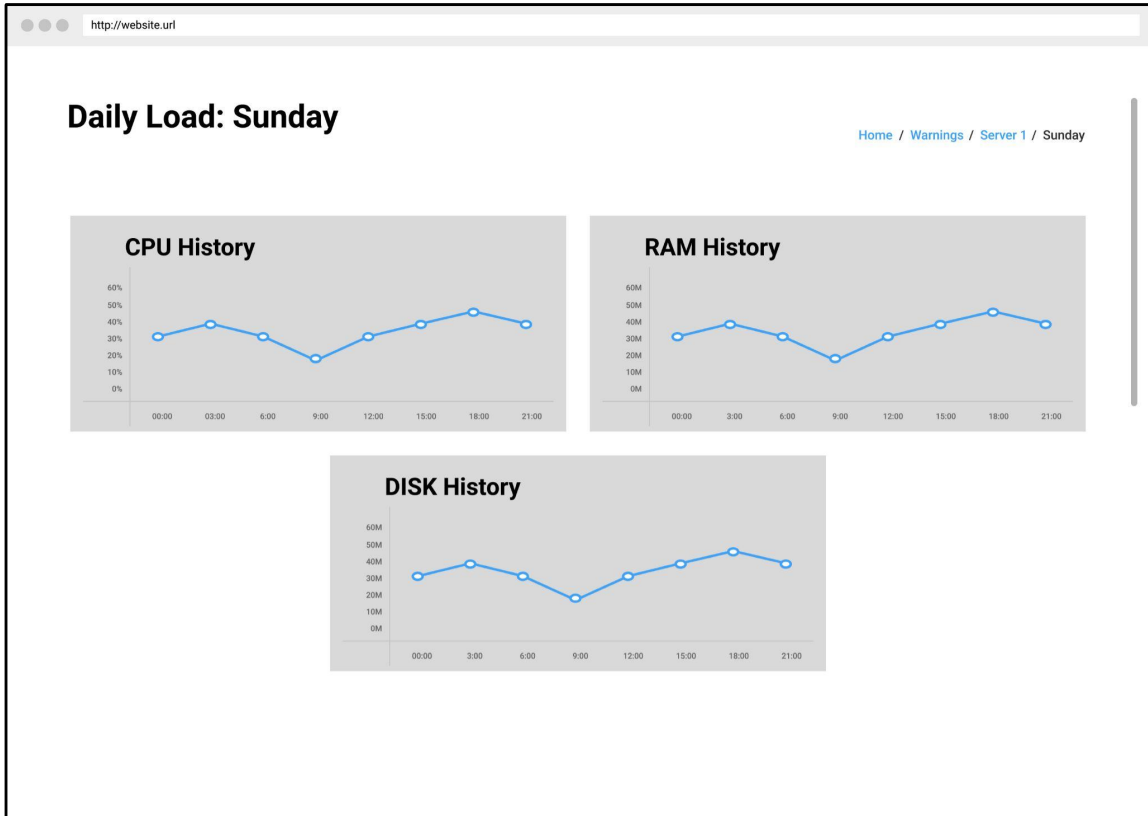 http://website.url
Daily Load: Sunday
Home / Warnings / Server 1 / Sunday
CPU History
60%
50%
40%
30%
20%
10%
0%
00:00 03:00 6:00 9:00 12:00 15:00 18:00 21:00
RAM History
60M
50M
40M
30M
20M
10M
0M
00:00 3:00 6:00 9:00 12:00 15:00 18:00 21:00
DISK History
60M
50M
40M
30M
20M
10M
0M
00:00 3:00 6:00 9:00 12:00 15:00 18:00 21:00